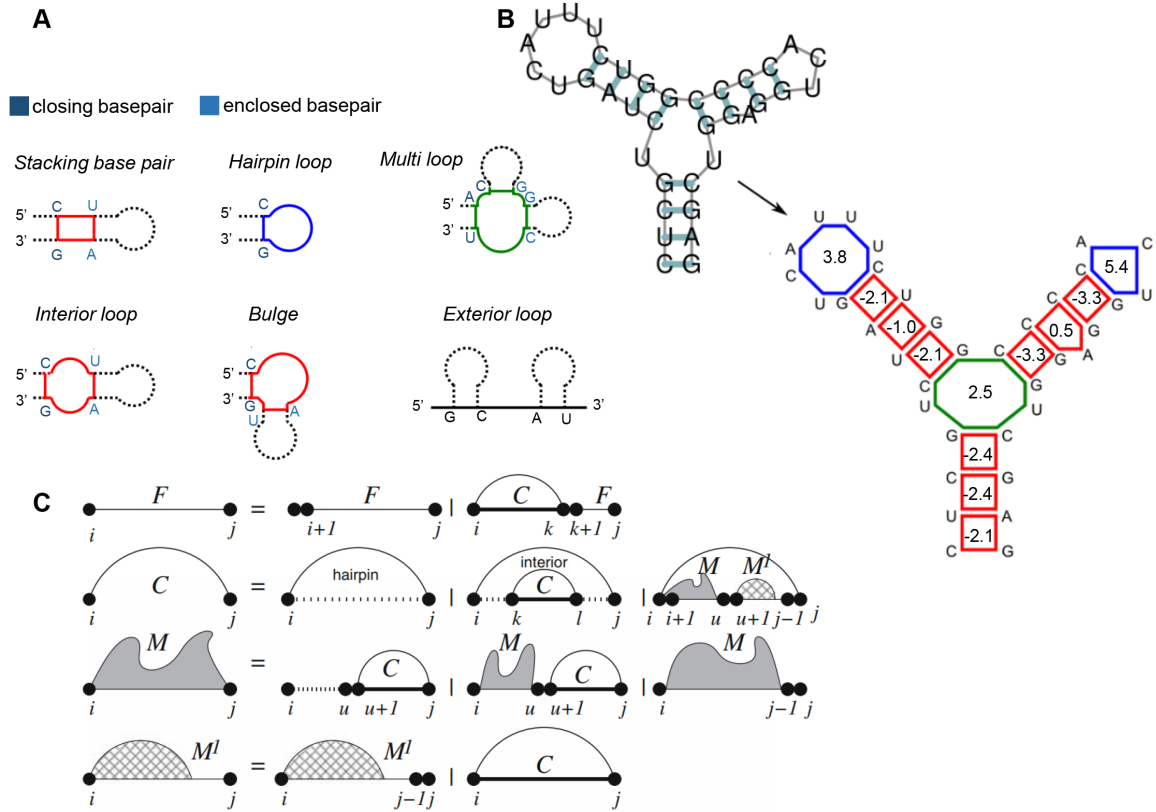 A
closing basepair
enclosed basepair
Stacking base pair
5'
3'
C
U
G
A
Hairpin loop
5'
3'
C
G
Multi loop
5'
3'
A
C
G
G
U
C
Interior loop
5'
3'
C
U
G
A
Bulge
5'
3'
C
G
U
A
Exterior loop
5'
3'
G
C
A
U
B
U
U
U
A
C
U
G
A
U
C
C
U
G
G
C
C
C
C
C
A
C
U
G
G
A
G
G
U
U
G
C
U
C
C
G
A
G
U
U
A
U
C
C
3.8
C
U
G
-2.1
U
A
-1.0
G
U
-2.1
G
C
A
C
5.4
C
U
-3.3
G
C
0.5
G
C
A
-3.3
G
C
G
2.5
U
U
G
C
-2.4
C
G
-2.4
U
A
-2.1
C
G
C
F
i
j
=
F
i+1
j
|
C
F
i
k
k+1
j
C
i
j
=
hairpin
i
j
|
interior
C
i
k
l
j
|
M
M1
i
i+1
u
u+1
j-1
j
M
i
j
=
C
i
u
u+1
j
|
M
C
i
u
u+1
j
|
M
i
j-1
j
M1
i
j
=
M1
i
j-1
j
|
C
i
j